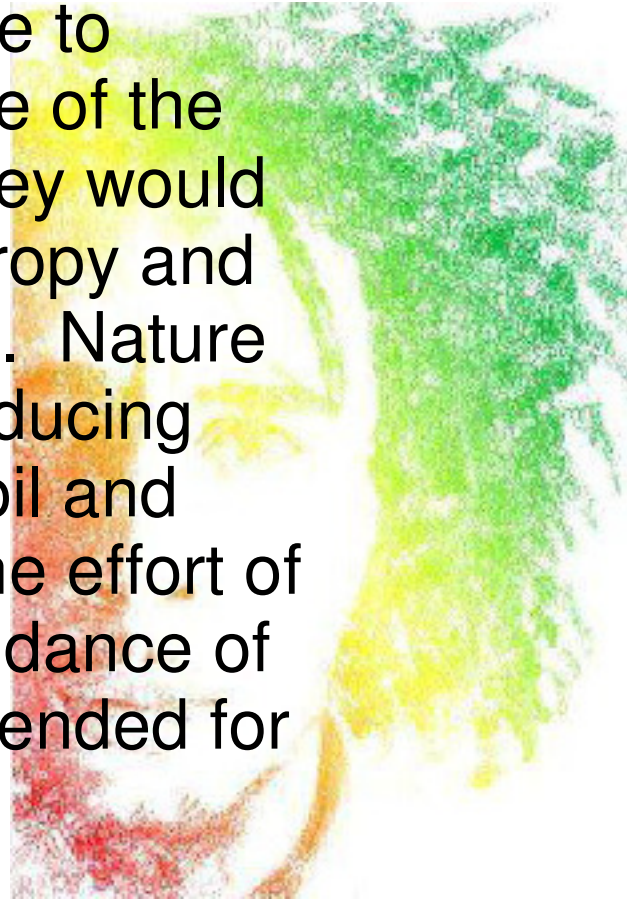 e to
e of the
ey would
ropy and
. Nature
ducing
oil and
he effort of
dance of
ended for